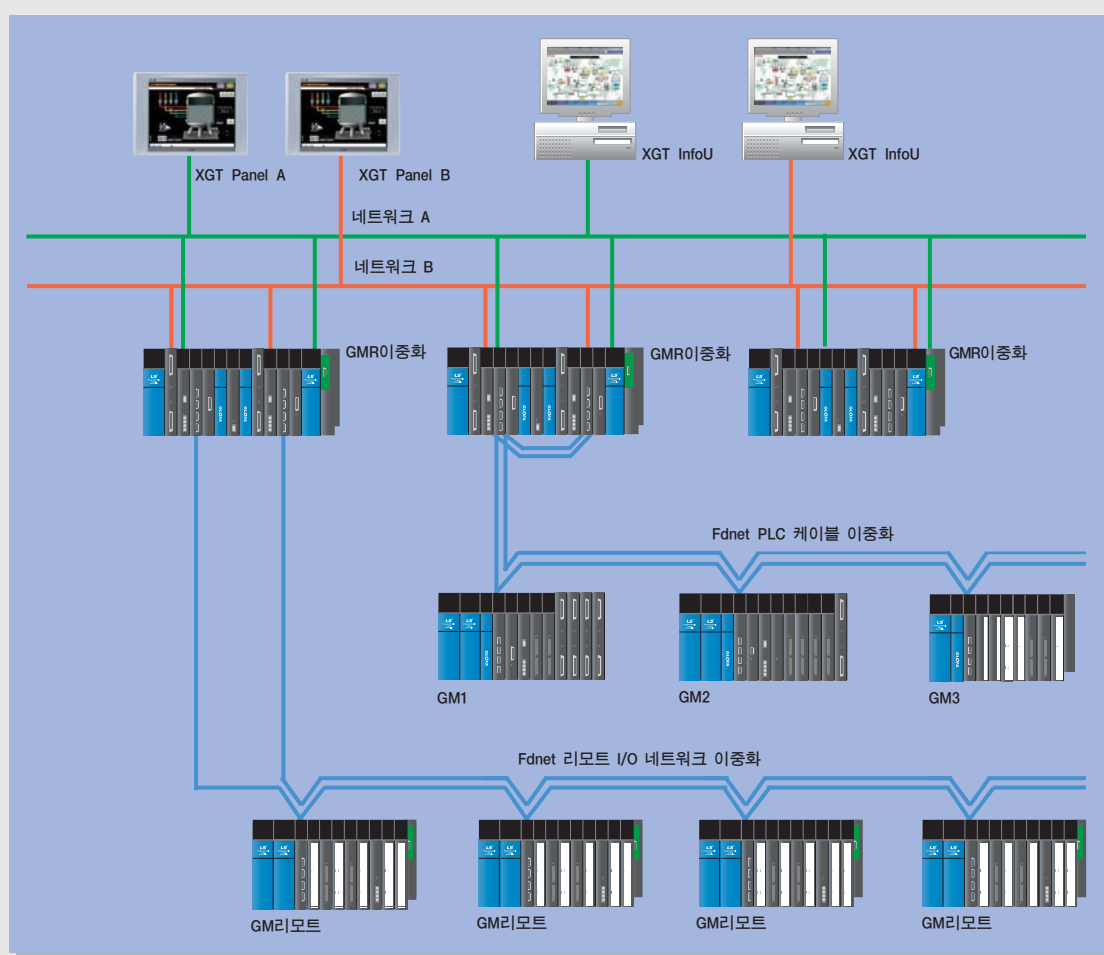 XGT Panel A
XGT Panel B
XGT InfoU
XGT InfoU
네트워크 A
네트워크 B
GMR이중화
GMR이중화
GMR이중화
Fdnet PLC 케이블 이중화
GM1
GM2
GM3
Fdnet 리모트 I/O 네트워크 이중화
GM리모트
GM리모트
GM리모트
GM리모트